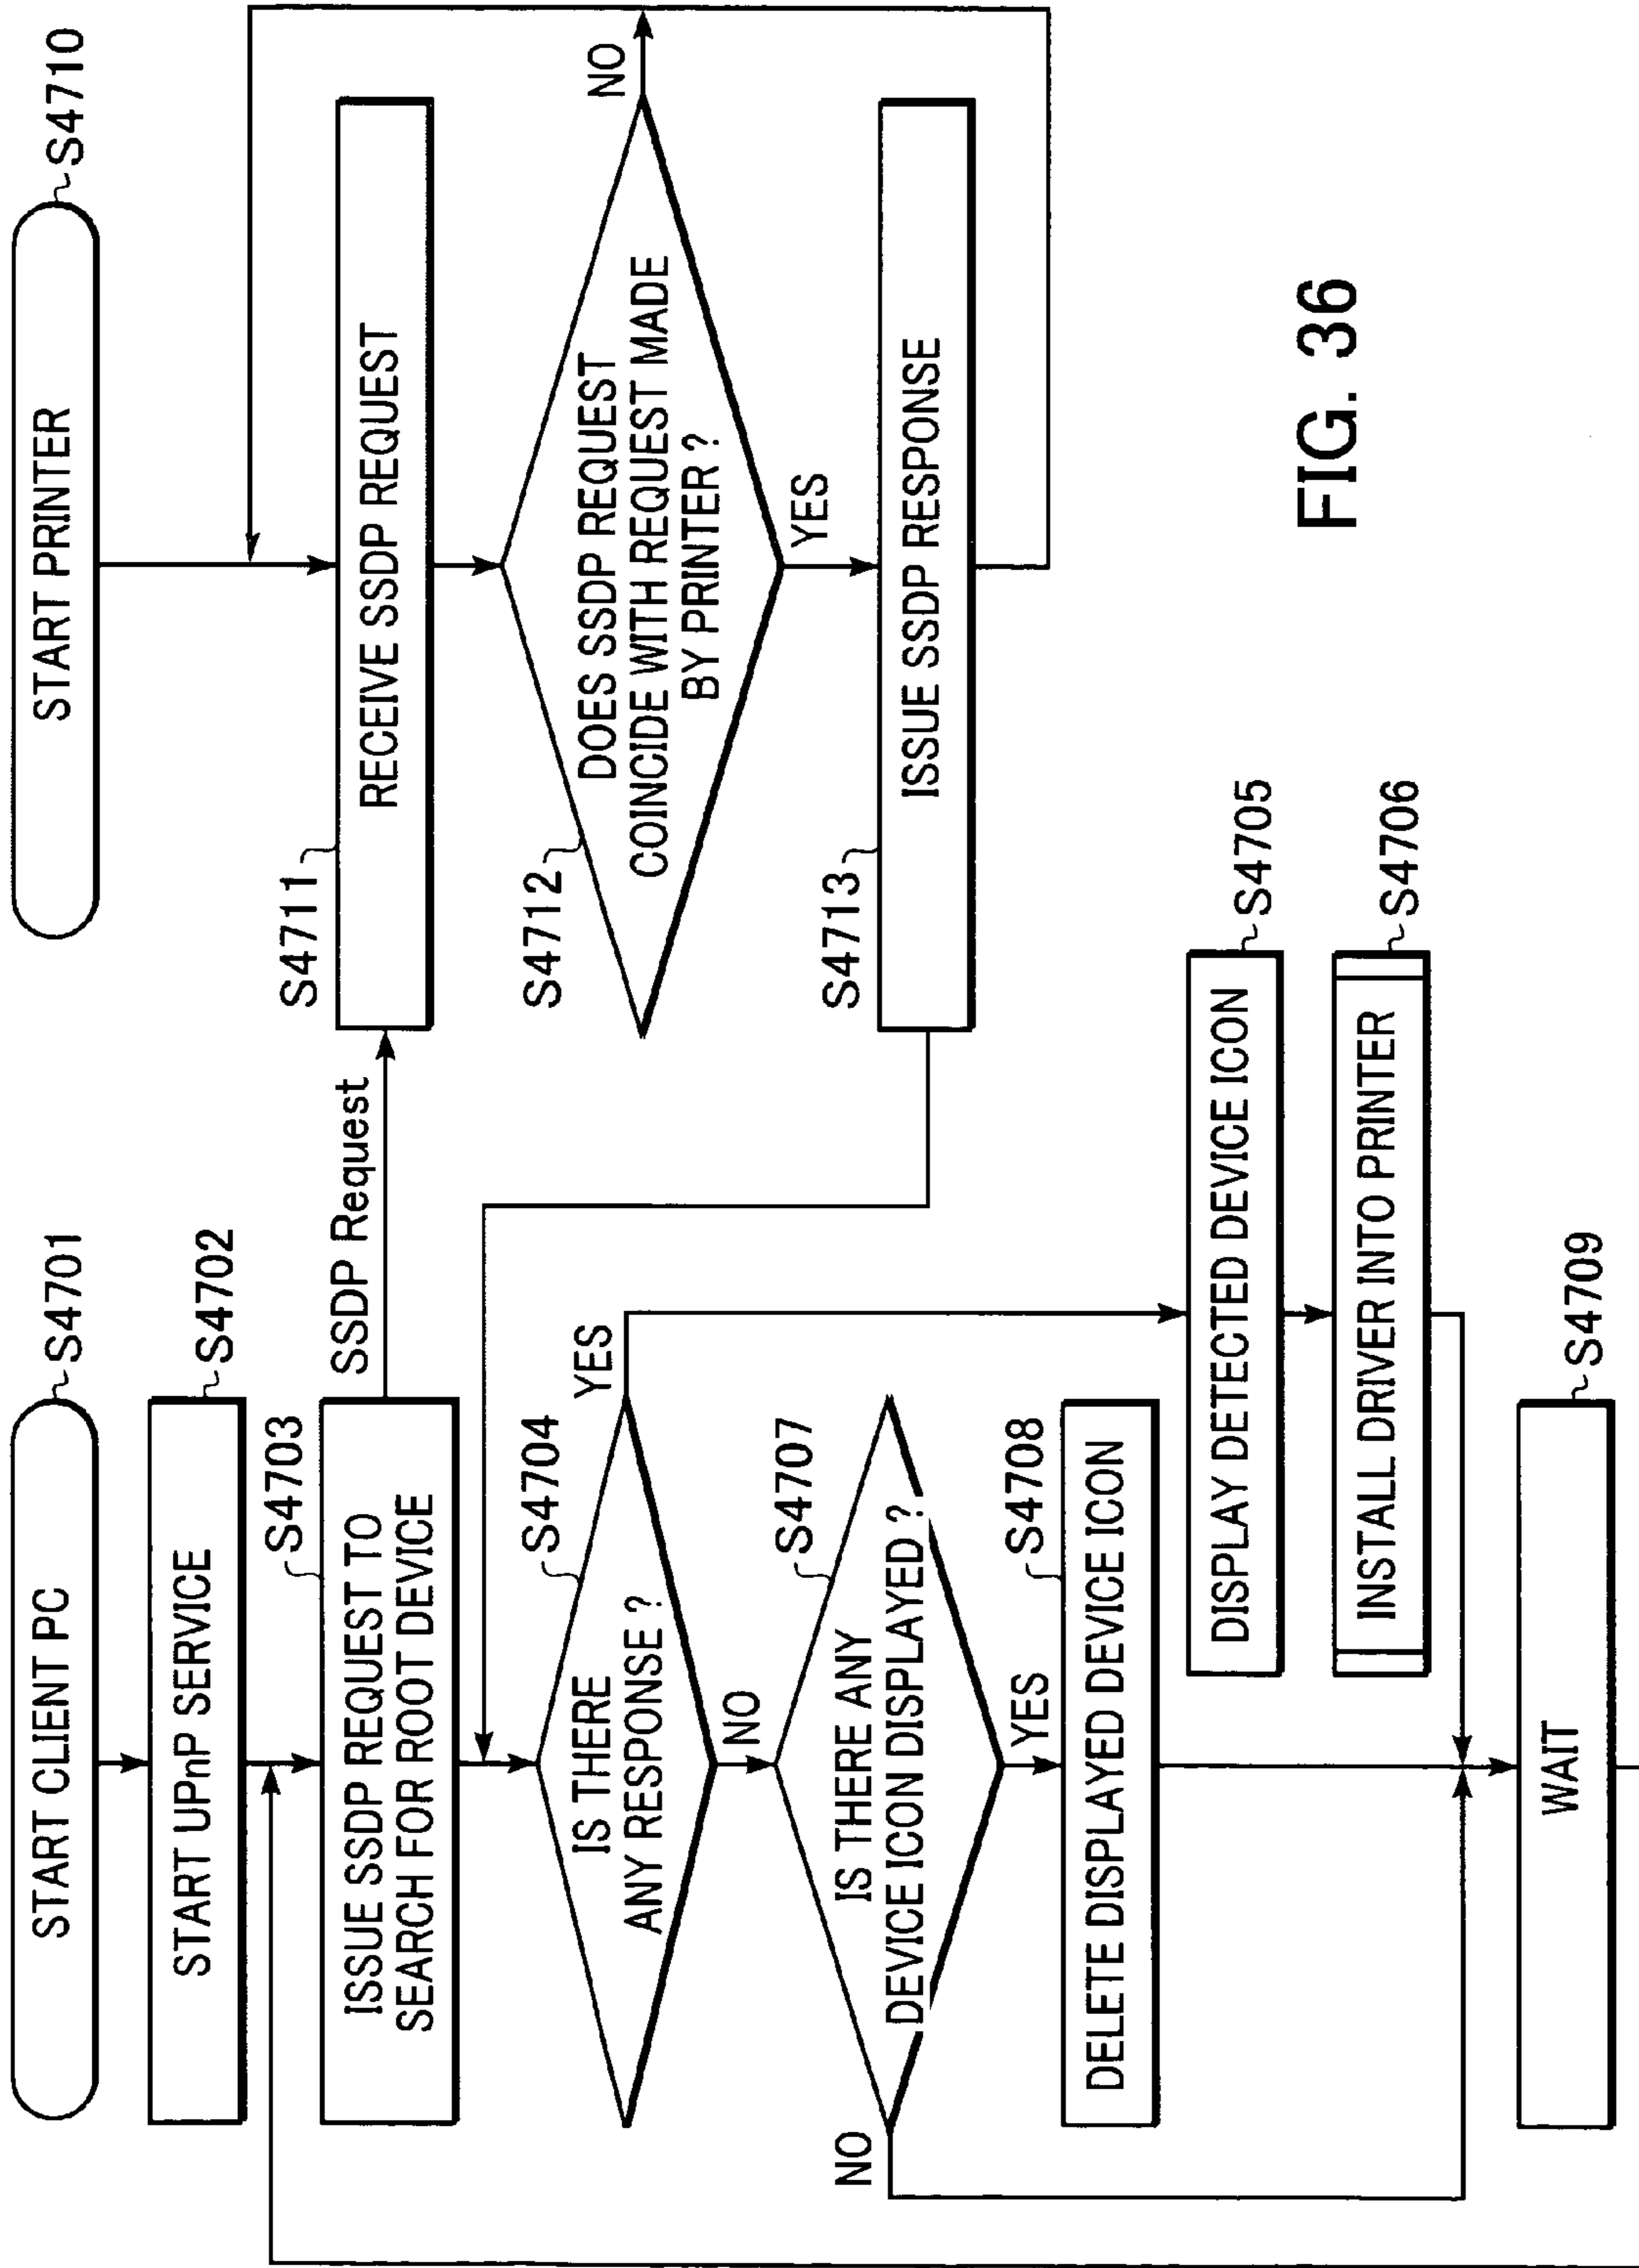 START CLIENT PC
S4701
START UPnP SERVICE
S4702
S4703
ISSUE SSDP REQUEST TO
SEARCH FOR ROOT DEVICE
SSDP Request
S4704
IS THERE
ANY RESPONSE ?
YES
NO
S4707
IS THERE ANY
DEVICE ICON DISPLAYED ?
NO
YES
S4708
DELETE DISPLAYED DEVICE ICON
DISPLAY DETECTED DEVICE ICON
S4705
INSTALL DRIVER INTO PRINTER
S4706
WAIT
S4709
START PRINTER
S4710
S4711
RECEIVE SSDP REQUEST
S4712
DOES SSDP REQUEST
COINCIDE WITH REQUEST MADE
BY PRINTER ?
NO
YES
S4713
ISSUE SSDP RESPONSE
FIG. 36